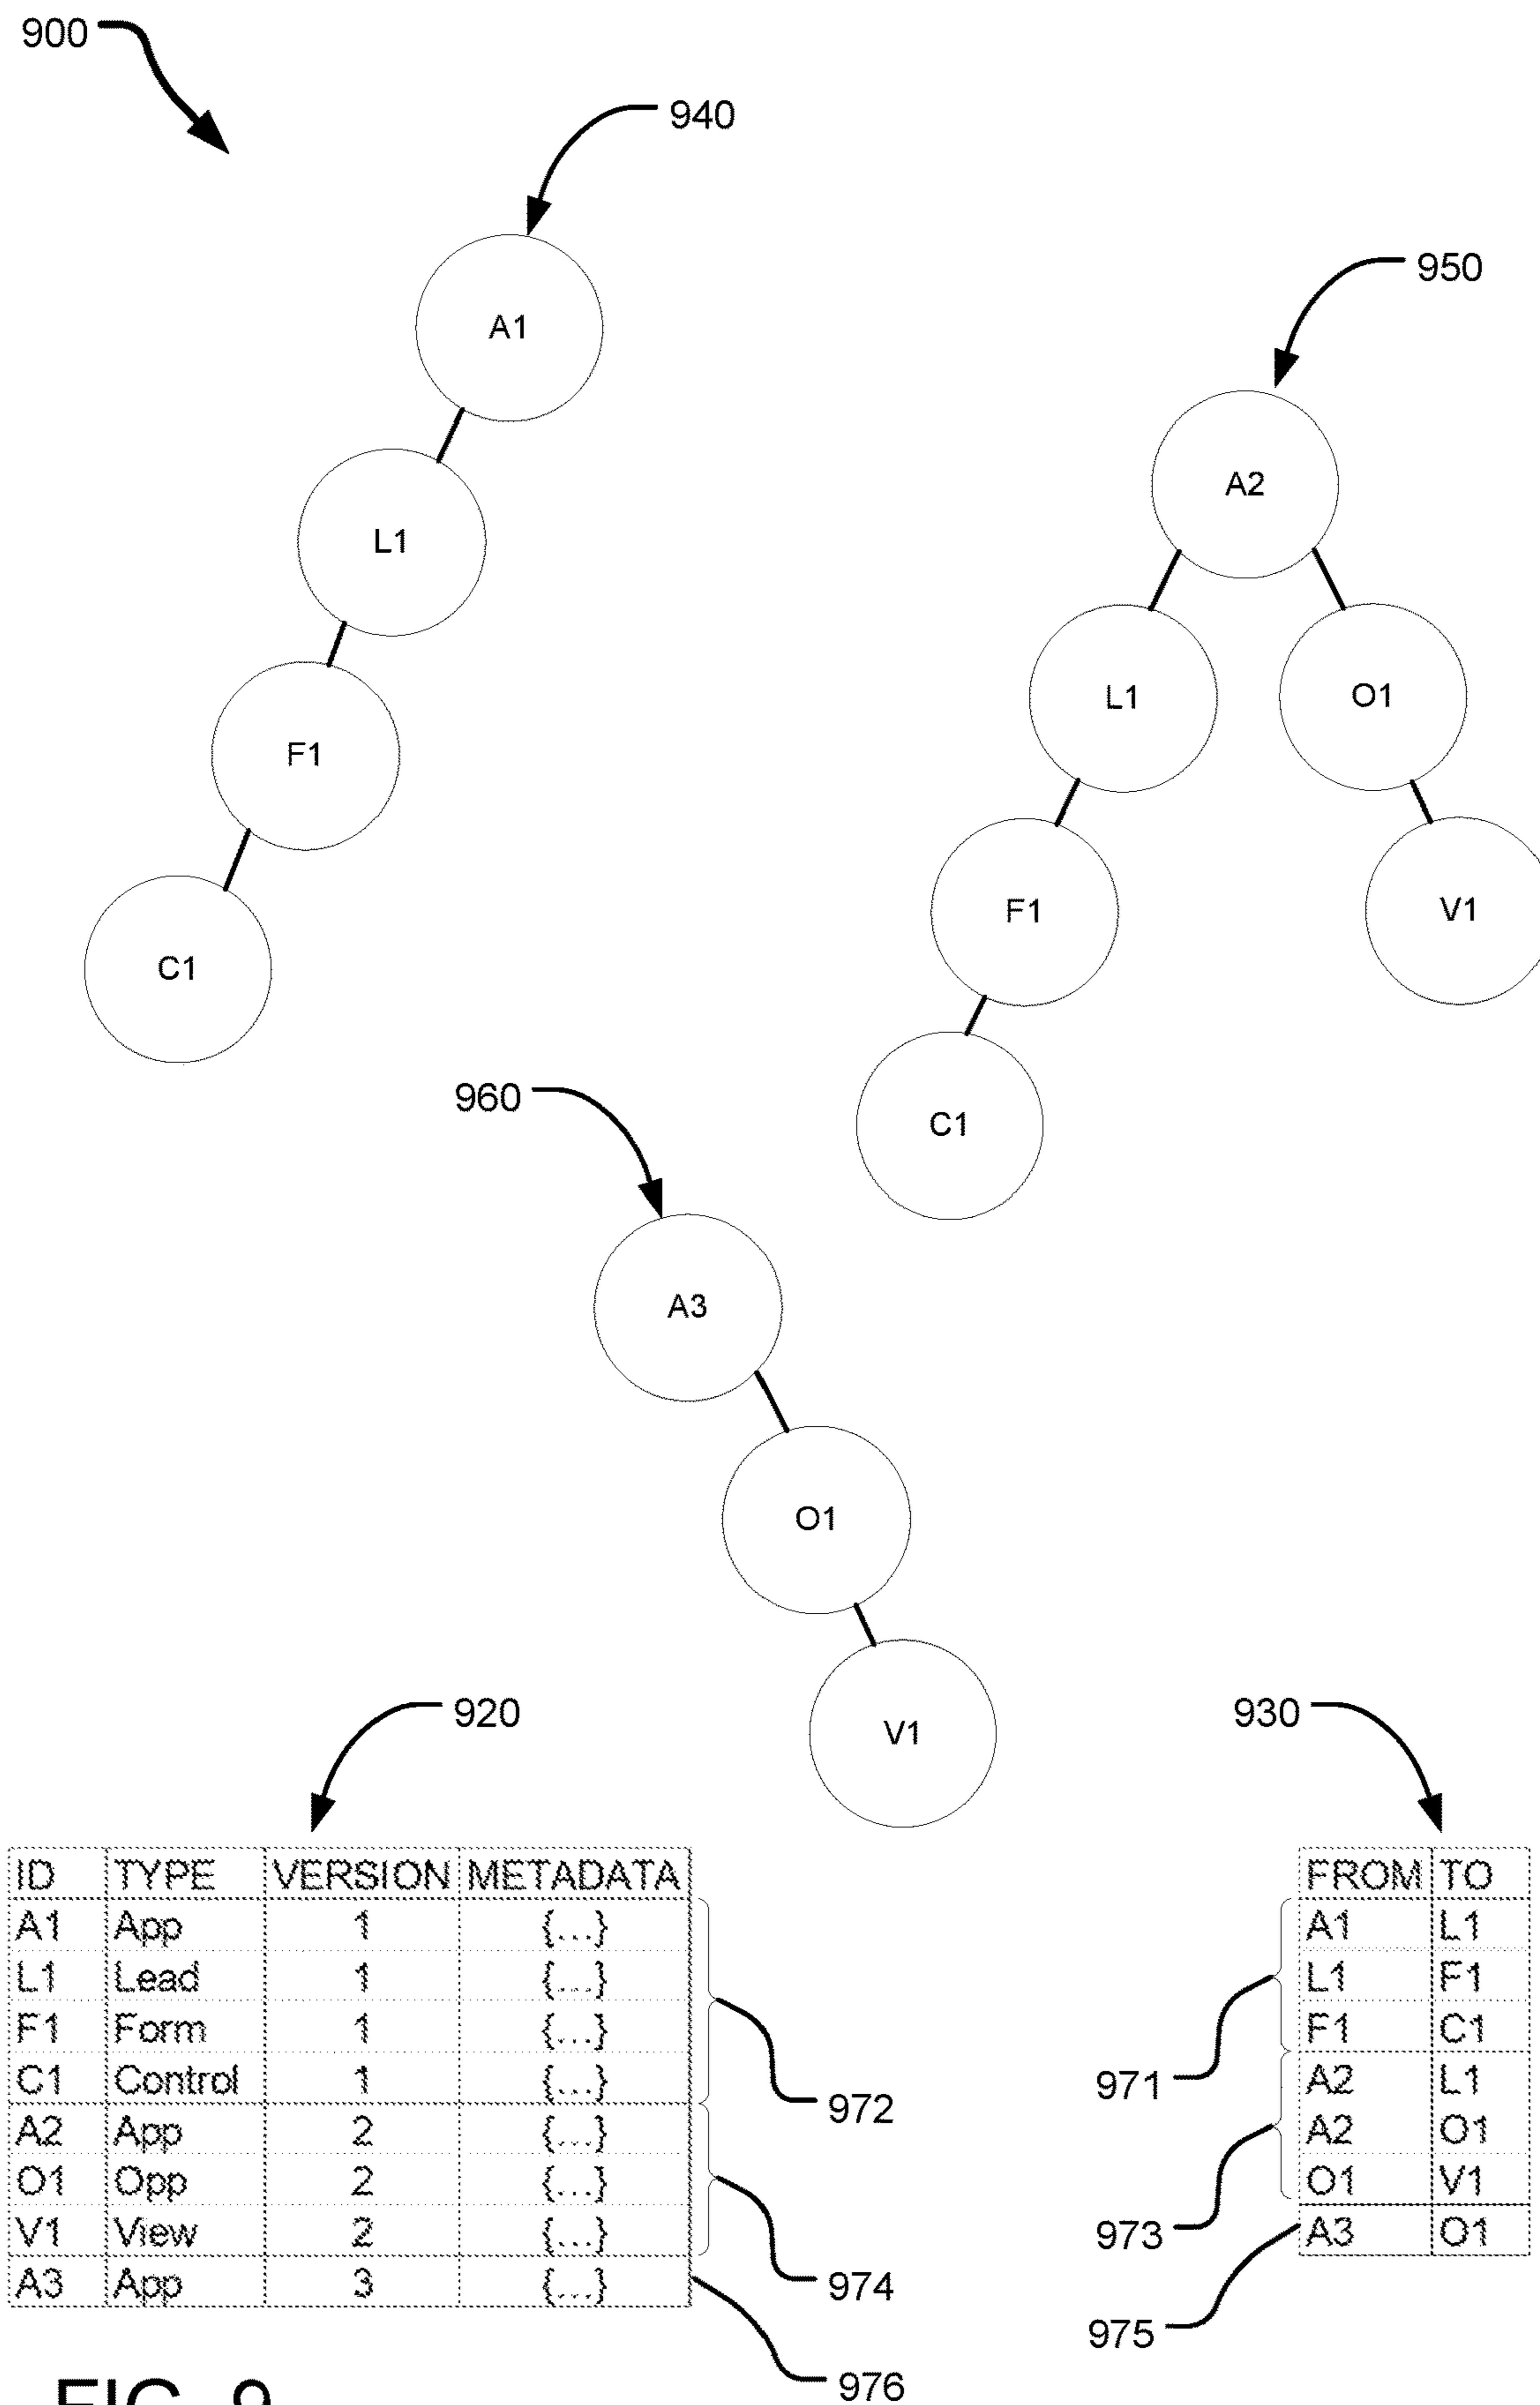 900
940
950
A1
A2
L1
L1
O1
F1
F1
V1
C1
960
C1
A3
O1
V1
920
930
ID TYPE VERSION METADATA
A1 App 1 {...}
L1 Lead 1 {...}
F1 Form 1 {...}
C1 Control 1 {...}
A2 App 2 {...}
O1 Opp 2 {...}
V1 View 2 {...}
A3 App 3 {...}
972
974
976
FROM TO
A1 L1
L1 F1
F1 C1
A2 L1
A2 O1
O1 V1
A3 O1
971
973
975
FIG. 9